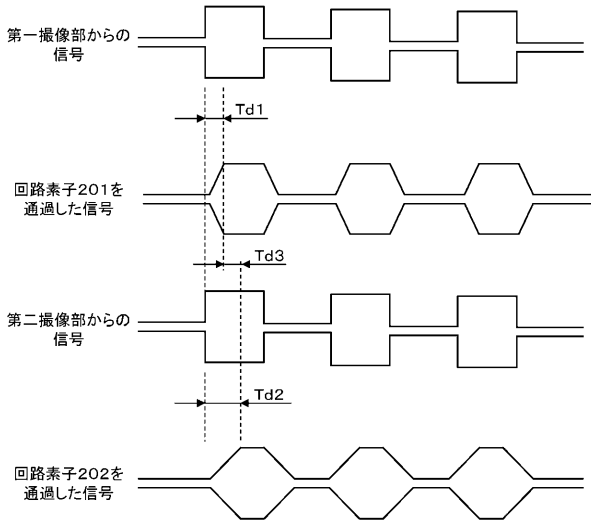 第一撮像部からの
信号
Td1
回路素子201を
通過した信号
Td3
第二撮像部からの
信号
Td2
回路素子202を
通過した信号